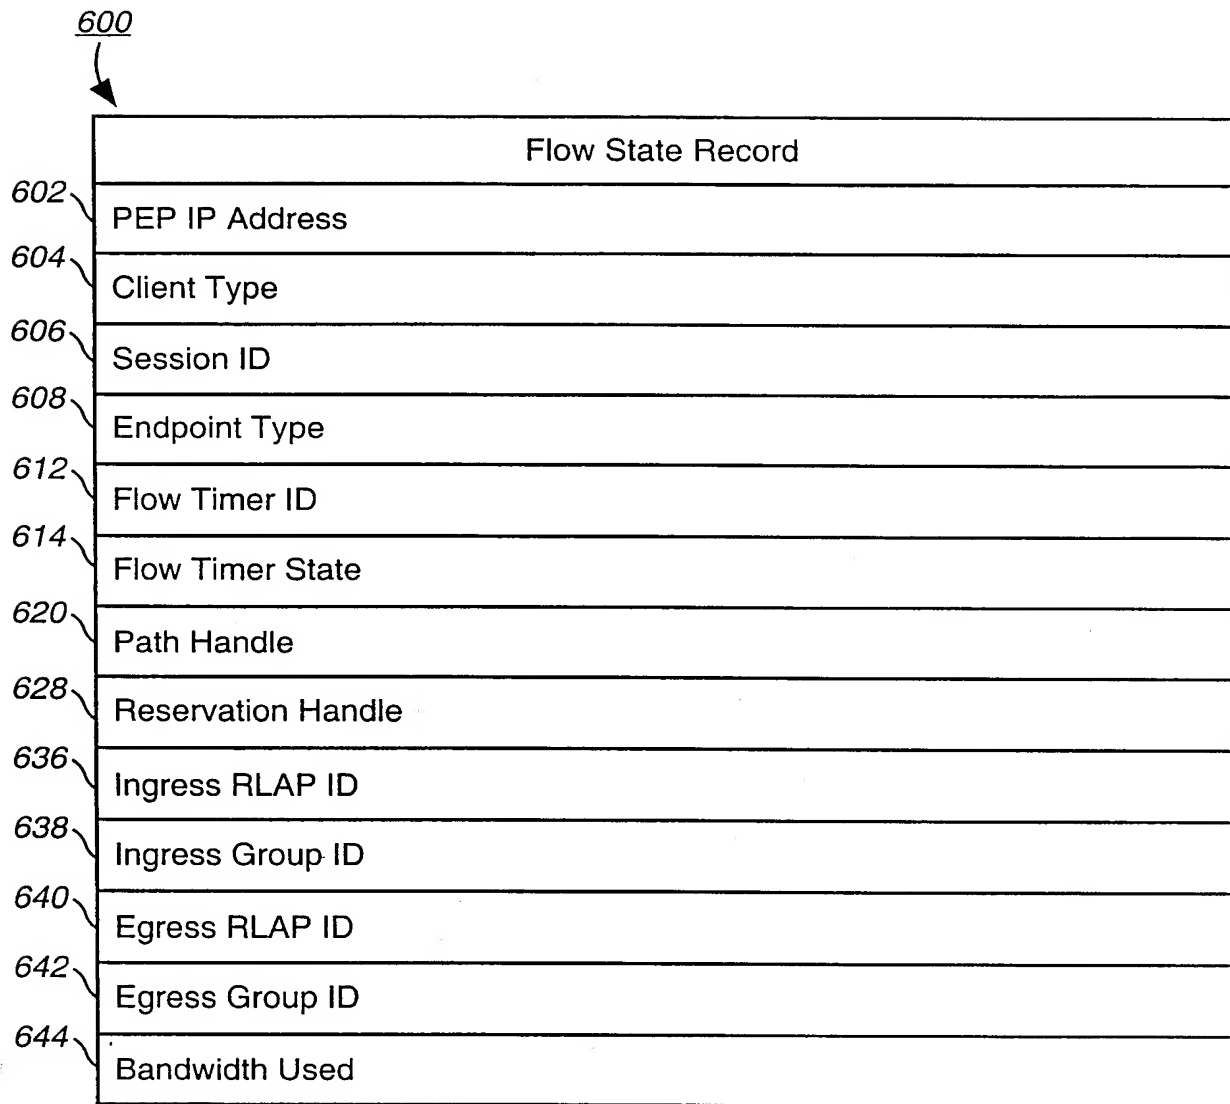 600
Flow State Record
602 PEP IP Address
604 Client Type
606 Session ID
608 Endpoint Type
612 Flow Timer ID
614 Flow Timer State
620 Path Handle
628 Reservation Handle
636 Ingress RLAP ID
638 Ingress Group ID
640 Egress RLAP ID
642 Egress Group ID
644 Bandwidth Used